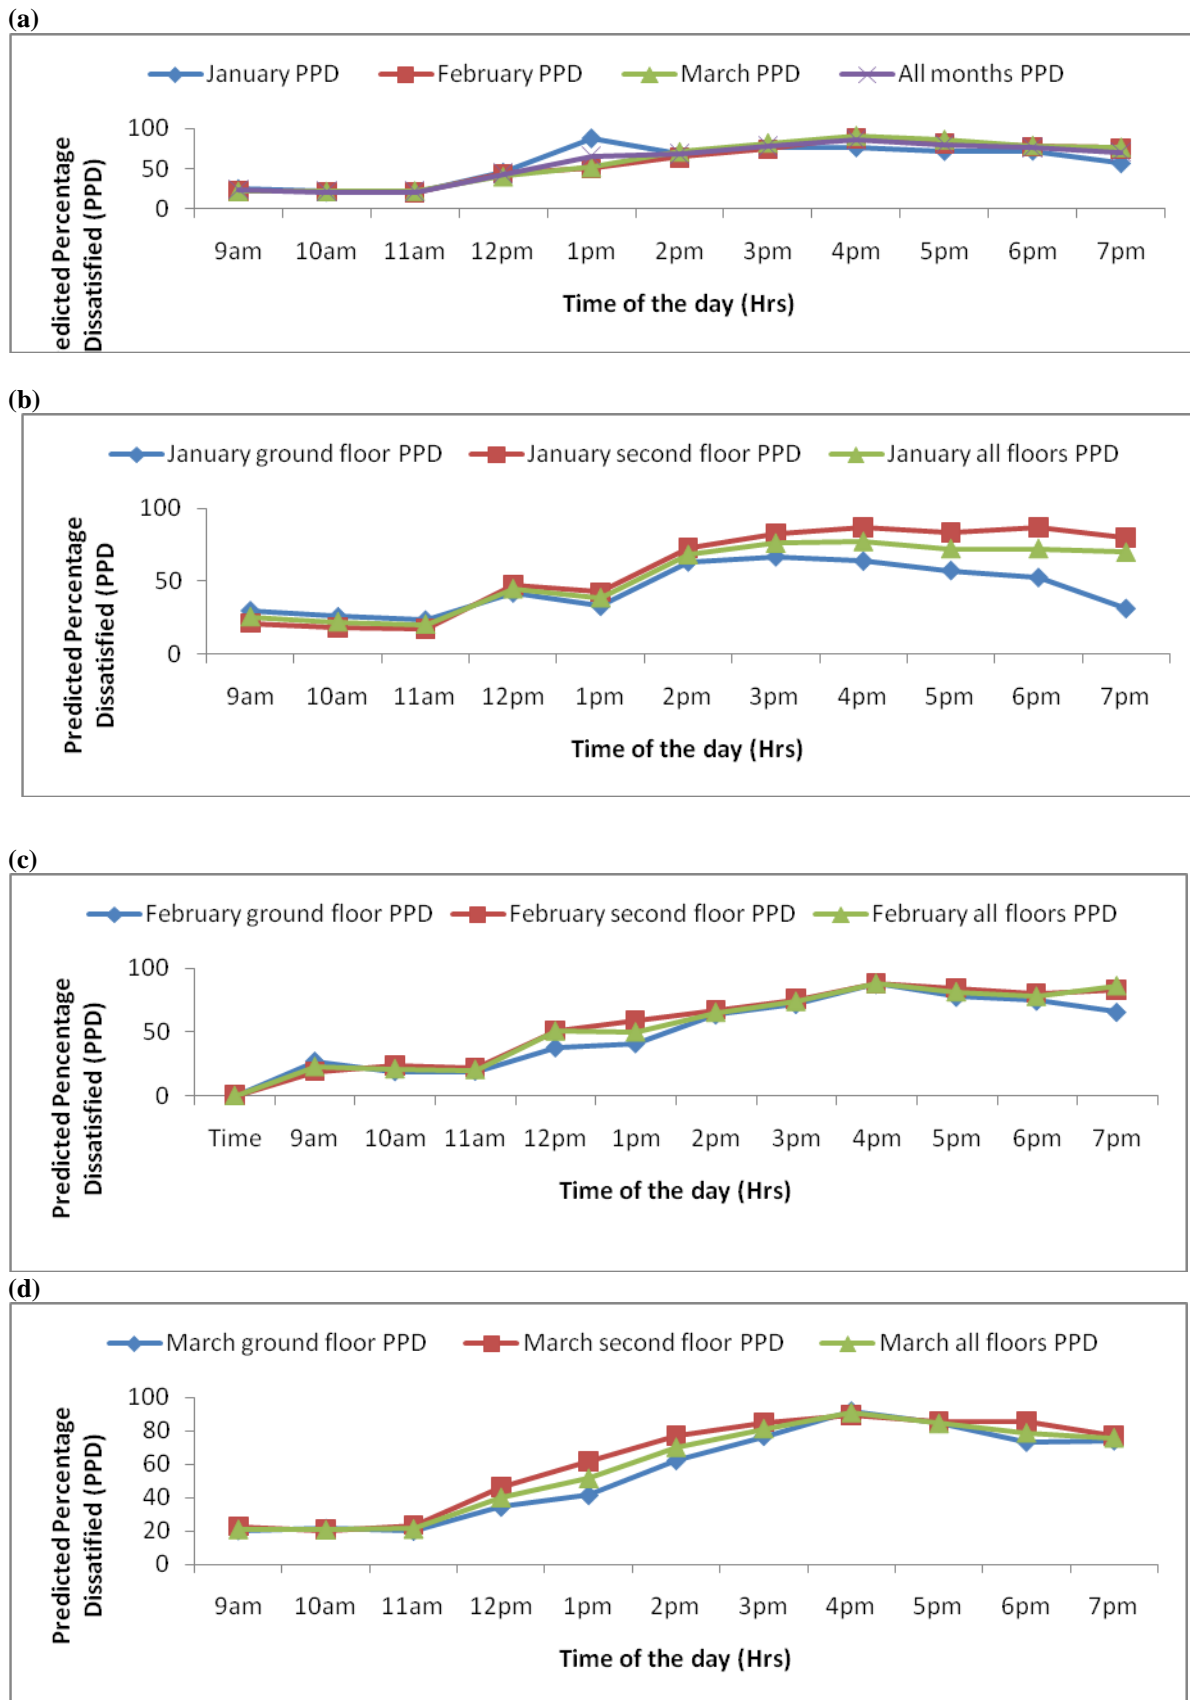 (a)
January PPD February PPD March PPD All months PPD
edicted Percentage
Dissatisfied (PPD)
100
50
0
9am 10am 11am 12pm 1pm 2pm 3pm 4pm 5pm 6pm 7pm
Time of the day (Hrs)
(b)
January ground floor PPD January second floor PPD January all floors PPD
Predicted Percentage
Dissatisfied (PPD
100
50
0
9am 10am 11am 12pm 1pm 2pm 3pm 4pm 5pm 6pm 7pm
Time of the day (Hrs)
(c)
February ground floor PPD February second floor PPD February all floors PPD
Predicted Pencentage
Dissatisfied (PPD)
100
50
0
Time 9am 10am 11am 12pm 1pm 2pm 3pm 4pm 5pm 6pm 7pm
Time of the day (Hrs)
(d)
March ground floor PPD March second floor PPD March all floors PPD
Predicted Percentage
Dissatified (PPD)
100
80
60
40
20
0
9am 10am 11am 12pm 1pm 2pm 3pm 4pm 5pm 6pm 7pm
Time of the day (Hrs)